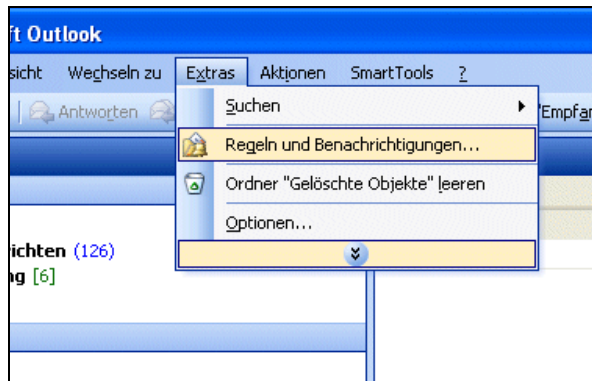 ft Outlook
sicht Wechseln zu Extras Aktionen SmartTools ?
Antworten "Empfa
Suchen
Regeln und Benachrichtigungen...
Ordner "Gelöschte Objekte" leeren
Optionen...
ichten (126)
ng [6]